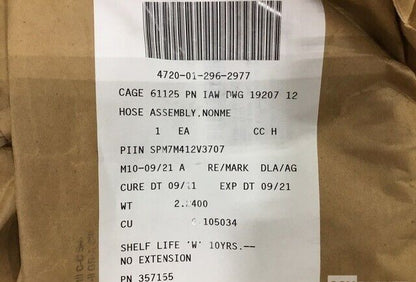 4720-01-296-2977
CAGE 61125 PN IAW DWG 19207 12
HOSE ASSEMBLY,NONME
1 EA CC H
PIIN SPM7M412V3707
M10-09/21 A RE/MARK DLA/AG
CURE DT 09/11 EXP DT 09/21
WT
CU
SHELF LIFE 'W' 10YRS.--
NO EXTENSION
PN 357155